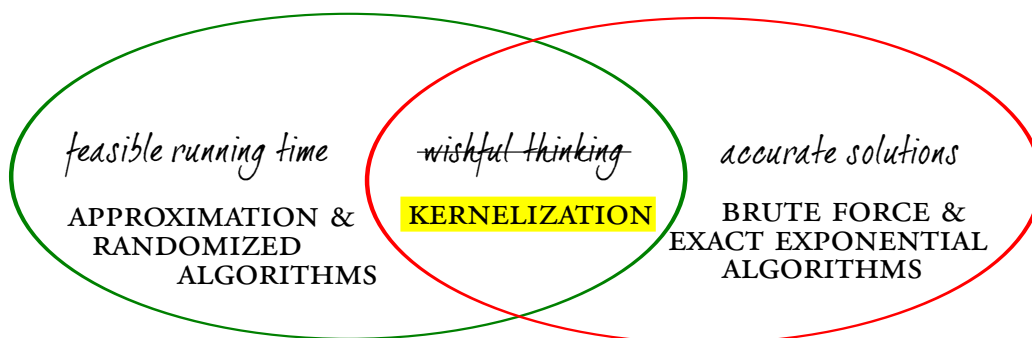 feasible running time
APPROXIMATION &
RANDOMIZED
ALGORITHMS
wishful thinking
KERNELIZATION
accurate solutions
BRUTE FORCE &
EXACT EXPONENTIAL
ALGORITHMS